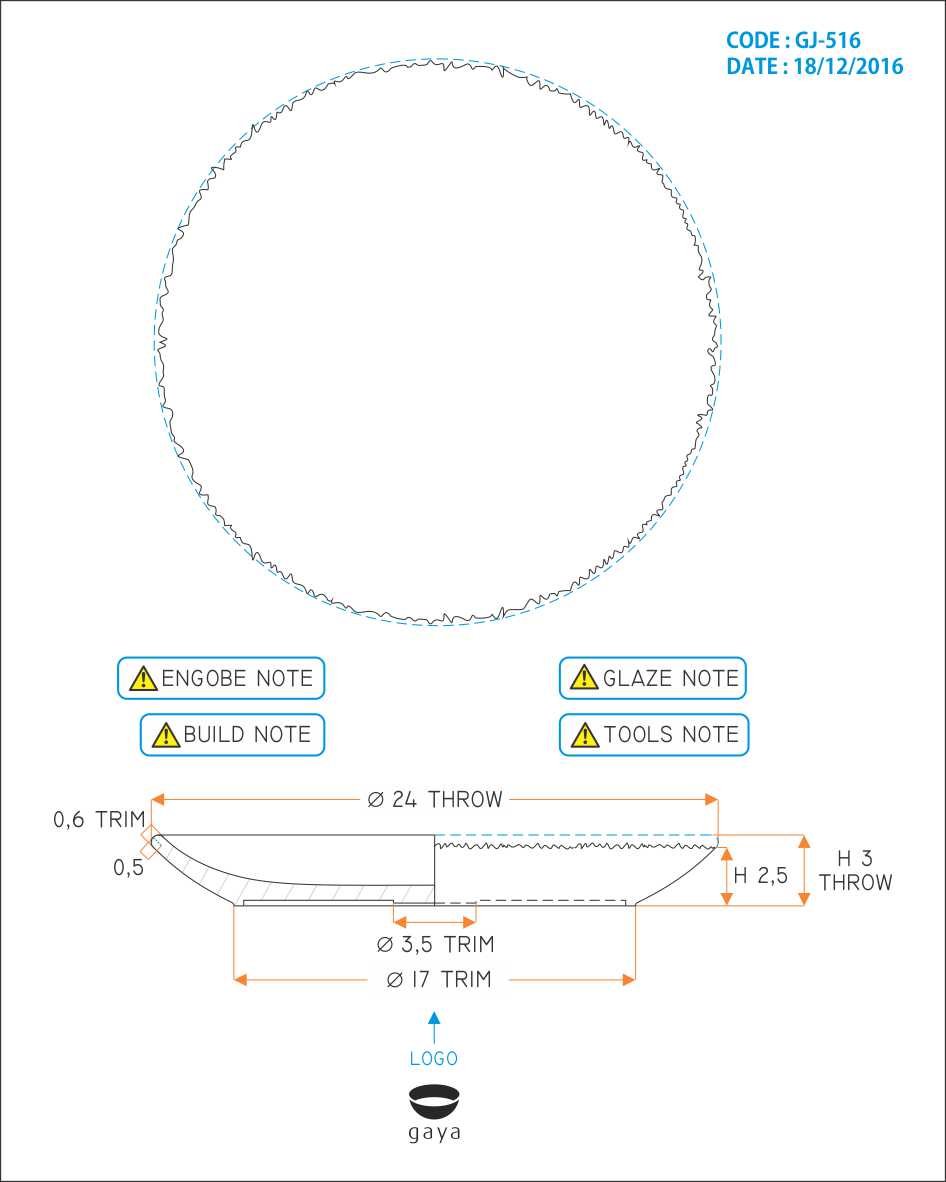 CODE : GJ-516
DATE : 18/12/2016
ENGOBE NOTE
GLAZE NOTE
BUILD NOTE
TOOLS NOTE
Ø 24 THROW
0,6 TRIM
0,5
H 2,5
H 3
THROW
Ø 3,5 TRIM
Ø 17 TRIM
LOGO
gaya